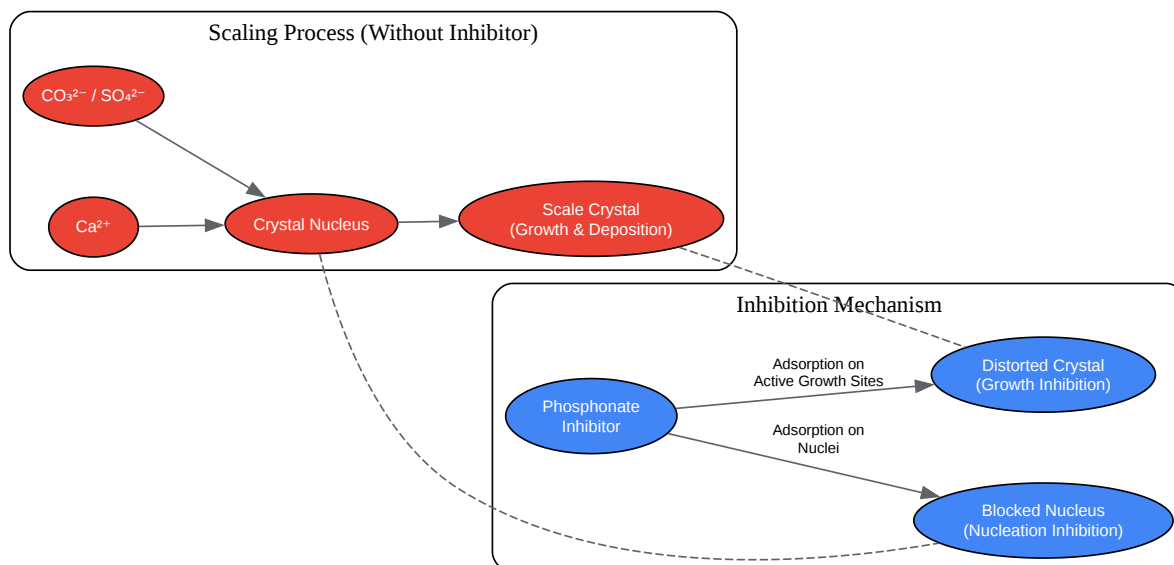 Scaling Process (Without Inhibitor)
CO₃²⁻ / SO₄²⁻
Ca²⁺
Crystal Nucleus
Scale Crystal
(Growth & Deposition)
Inhibition Mechanism
Phosphonate
Inhibitor
Adsorption on
Active Growth Sites
Adsorption on
Nuclei
Distorted Crystal
(Growth Inhibition)
Blocked Nucleus
(Nucleation Inhibition)